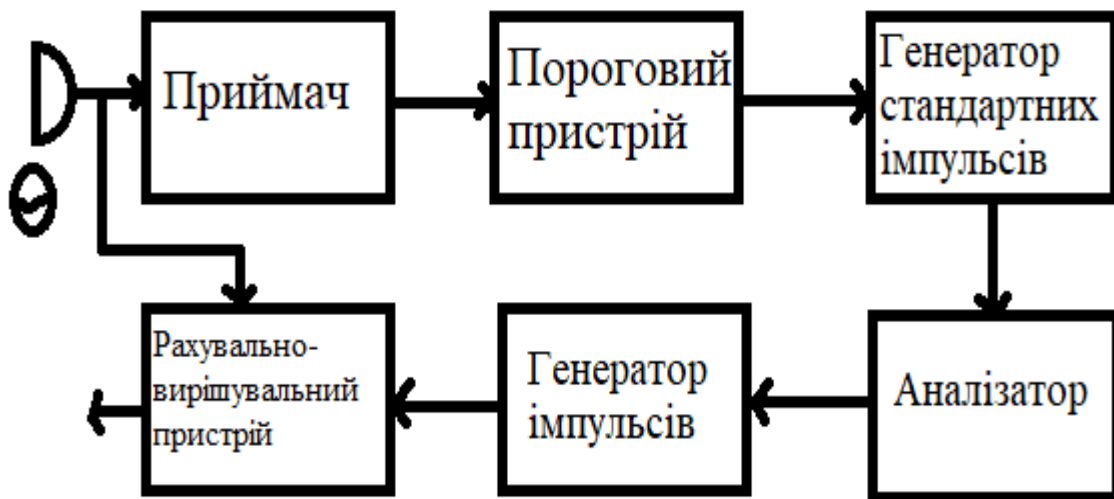 Приймач
Пороговий
пристрій
Генератор
стандартних
імпульсів
Рахувально-
вирішувальний
пристрій
Генератор
імпульсів
Аналізатор